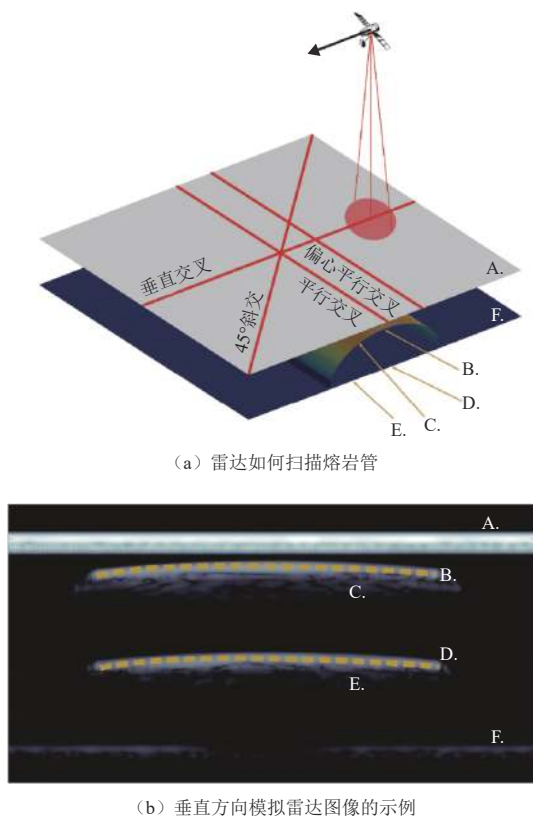 垂直交叉
45°斜交
偏心平行交叉
平行交叉
A.
F.
B.
D.
C.
E.
（a）雷达如何扫描熔岩管
A.
B.
C.
D.
E.
F.
（b）垂直方向模拟雷达图像的示例